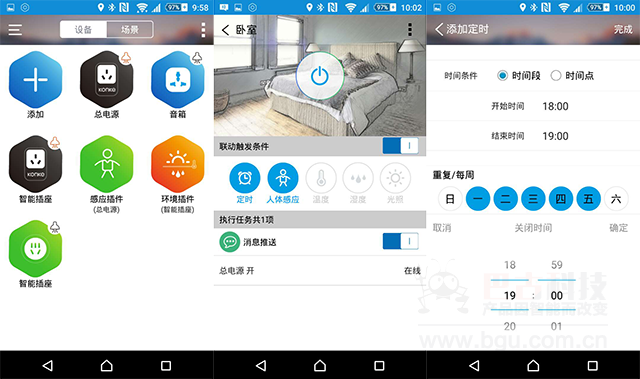 97% 9:58
设备 场景
添加
KONKE
总电源
音箱
KONKE
智能插座
感应插件
(总电源)
环境插件
(智能插座)
智能插座
97% 10:02
卧室
联动触发条件
定时
人体感应
温度
湿度
光照
执行任务共1项
消息推送
总电源 开
在线
97% 10:00
添加定时
完成
时间条件
时间段
时间点
开始时间 18:00
结束时间 19:00
重复/每周
日 一 二 三 四 五 六
取消 关闭时间 确定
18 59
19 : 00
20 01
www.bgu.com.cn